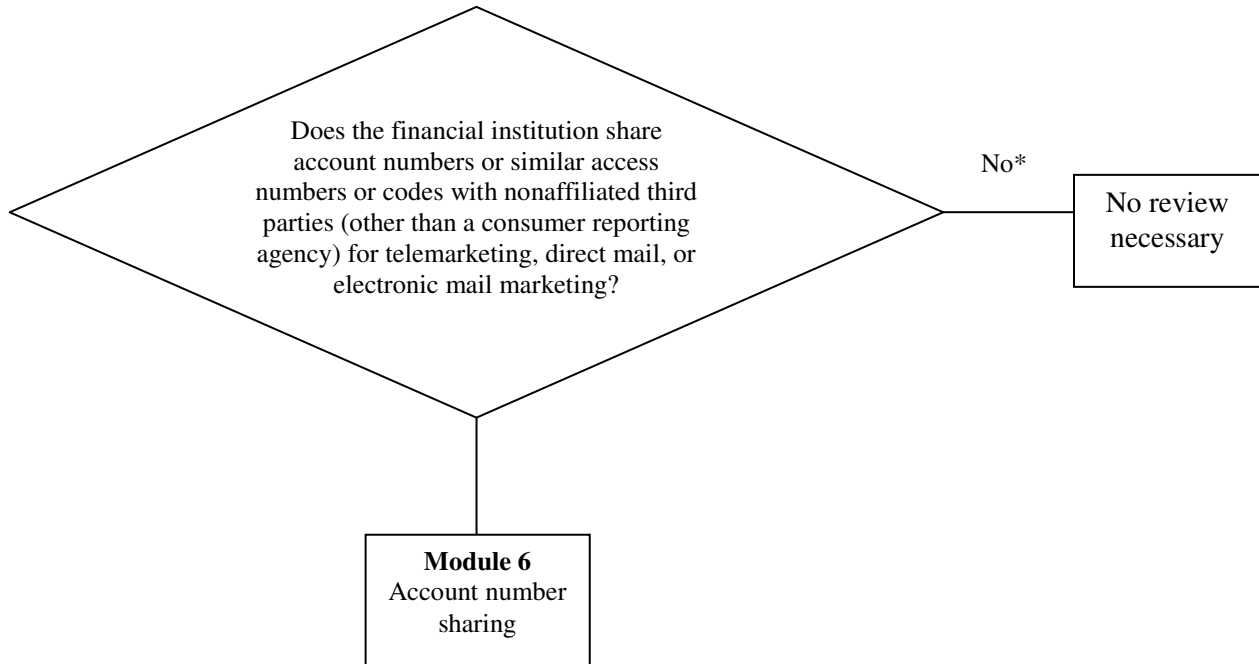 Does the financial institution share
account numbers or similar access
numbers or codes with nonaffiliated third
parties (other than a consumer reporting
agency) for telemarketing, direct mail, or
electronic mail marketing?
No*
No review
necessary
Module 6
Account number
sharing